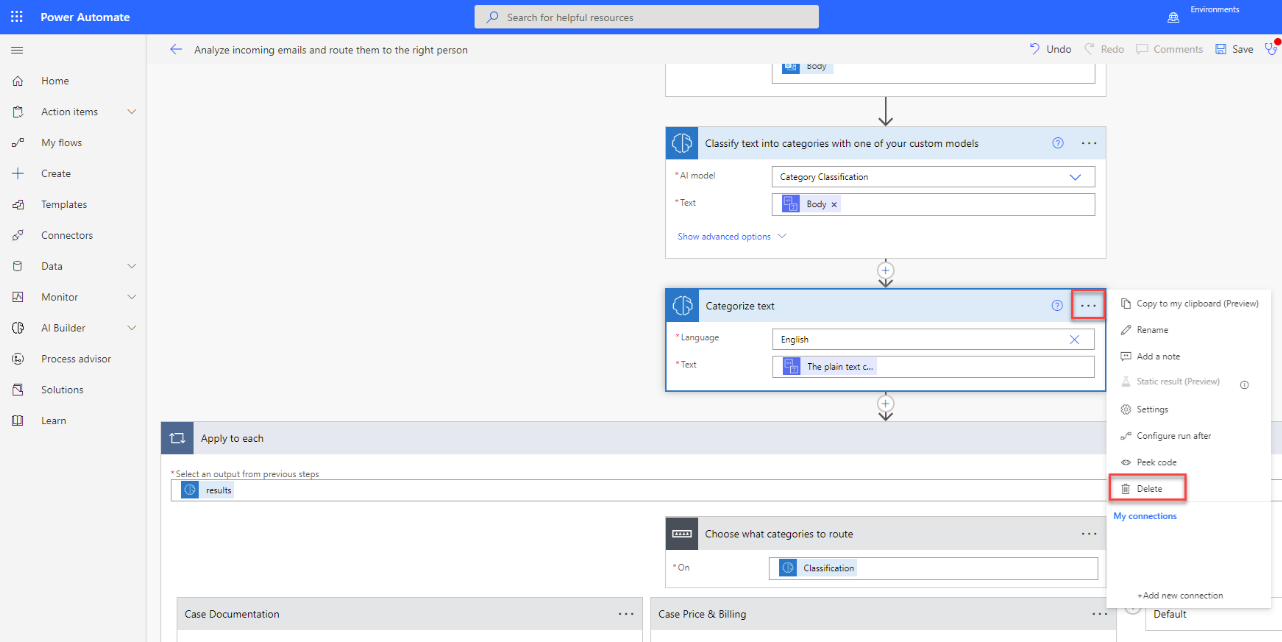 Power Automate
Search for helpful resources
Environments
Analyze incoming emails and route them to the right person
Undo
Redo
Comments
Save
Home
Action items
My flows
Create
Templates
Connectors
Data
Monitor
AI Builder
Process advisor
Solutions
Learn
Body
Classify text into categories with one of your custom models
* AI model
Category Classification
* Text
Body ×
Show advanced options
Categorize text
* Language
English
* Text
The plain text c...
Copy to my clipboard (Preview)
Rename
Add a note
Static result (Preview)
Settings
Configure run after
Peek code
Delete
My connections
+Add new connection
Apply to each
* Select an output from previous steps
results
Choose what categories to route
* On
Classification
Case Documentation
Case Price & Billing
Default